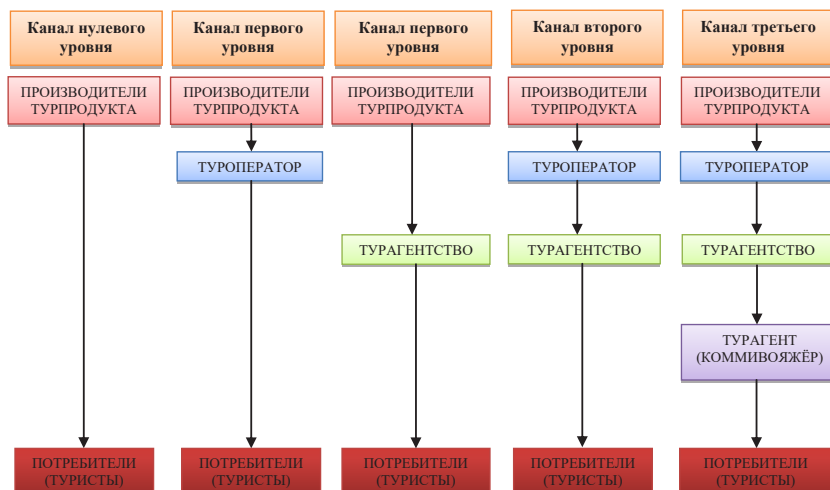 Канал нулевого
уровня
Канал первого
уровня
Канал первого
уровня
Канал второго
уровня
Канал третьего
уровня
ПРОИЗВОДИТЕЛИ
ТУРПРОДУКТА
ПРОИЗВОДИТЕЛИ
ТУРПРОДУКТА
ПРОИЗВОДИТЕЛИ
ТУРПРОДУКТА
ПРОИЗВОДИТЕЛИ
ТУРПРОДУКТА
ПРОИЗВОДИТЕЛИ
ТУРПРОДУКТА
ТУРОПЕРАТОР
ТУРОПЕРАТОР
ТУРОПЕРАТОР
ТУРАГЕНТСТВО
ТУРАГЕНТСТВО
ТУРАГЕНТСТВО
ТУРАГЕНТ
(КОММИВОЯЖЁР)
ПОТРЕБИТЕЛИ
(ТУРИСТЫ)
ПОТРЕБИТЕЛИ
(ТУРИСТЫ)
ПОТРЕБИТЕЛИ
(ТУРИСТЫ)
ПОТРЕБИТЕЛИ
(ТУРИСТЫ)
ПОТРЕБИТЕЛИ
(ТУРИСТЫ)